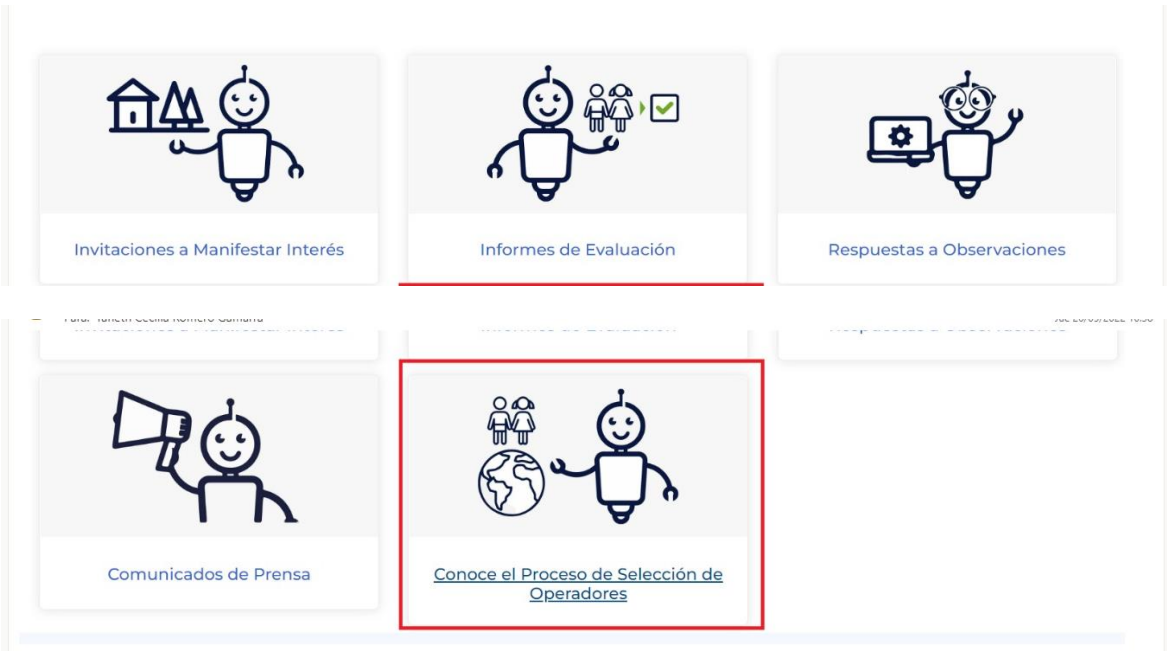 Invitaciones a Manifestar Interés
Informes de Evaluación
Respuestas a Observaciones
Comunicados de Prensa
Conoce el Proceso de Selección de
Operadores